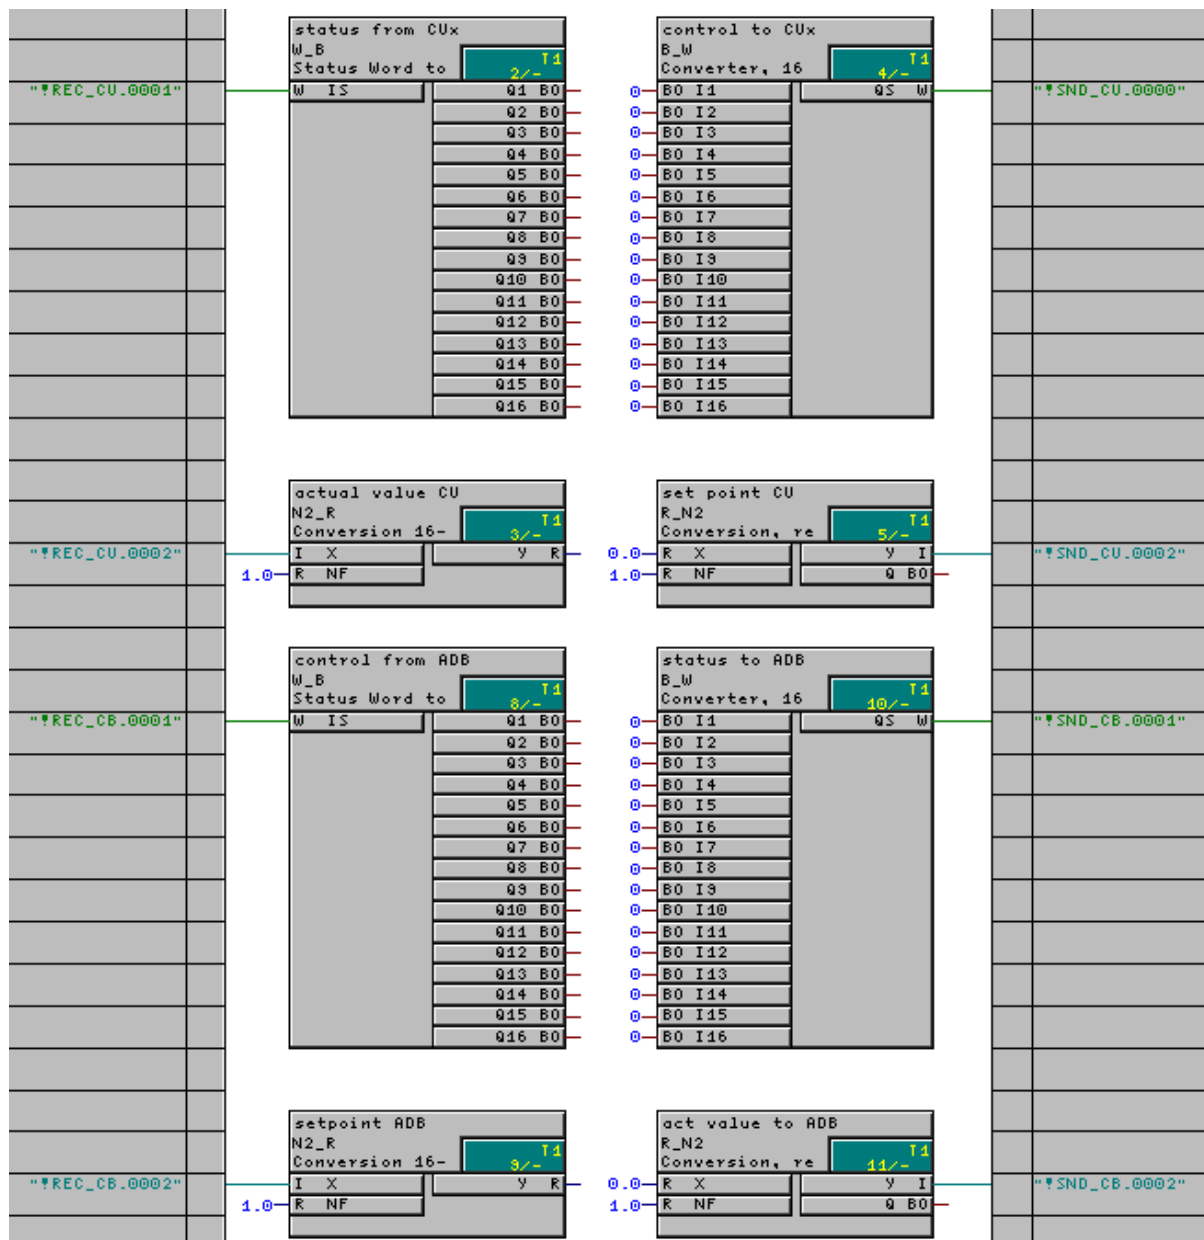 status from CUx
W_B
T1
Status Word to 2/-
control to CUx
B_W
T1
Converter, 16 4/-
"!REC_CU.0001" W IS Q1 BO 0 BO I1 QS W "!SND_CU.0000"
Q2 BO 0 BO I2
Q3 BO 0 BO I3
Q4 BO 0 BO I4
Q5 BO 0 BO I5
Q6 BO 0 BO I6
Q7 BO 0 BO I7
Q8 BO 0 BO I8
Q9 BO 0 BO I9
Q10 BO 0 BO I10
Q11 BO 0 BO I11
Q12 BO 0 BO I12
Q13 BO 0 BO I13
Q14 BO 0 BO I14
Q15 BO 0 BO I15
Q16 BO 0 BO I16
actual value CU
N2_R
T1
Conversion 16- 3/-
set point CU
R_N2
T1
Conversion, re 5/-
"!REC_CU.0002" I X Y R 0.0 R X Y I "!SND_CU.0002"
1.0 R NF 1.0 R NF Q BO
control from ADB
W_B
T1
Status Word to 8/-
status to ADB
B_W
T1
Converter, 16 10/-
"!REC_CB.0001" W IS Q1 BO 0 BO I1 QS W "!SND_CB.0001"
Q2 BO 0 BO I2
Q3 BO 0 BO I3
Q4 BO 0 BO I4
Q5 BO 0 BO I5
Q6 BO 0 BO I6
Q7 BO 0 BO I7
Q8 BO 0 BO I8
Q9 BO 0 BO I9
Q10 BO 0 BO I10
Q11 BO 0 BO I11
Q12 BO 0 BO I12
Q13 BO 0 BO I13
Q14 BO 0 BO I14
Q15 BO 0 BO I15
Q16 BO 0 BO I16
setpoint ADB
N2_R
T1
Conversion 16- 9/-
act value to ADB
R_N2
T1
Conversion, re 11/-
"!REC_CB.0002" I X Y R 0.0 R X Y I "!SND_CB.0002"
1.0 R NF 1.0 R NF Q BO